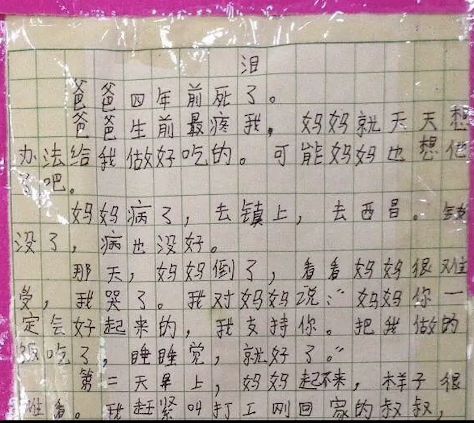 泪
爸爸四年前死了。
爸爸生前最疼我，妈妈就天天想
办法给我做好吃的。可能妈妈也想他
了吧。
妈妈病了，去镇上，去西昌。钱
没了，病也没好。
那天，妈妈倒了，看看妈妈很难
受，我哭了。我对妈妈说：“妈妈你一
定会好起来的，我支持你。把我做的
饭吃了，睡睡觉，就好了。”
第二天早上，妈妈起不来，样子很
难看。我赶紧叫打工刚回家的叔叔，